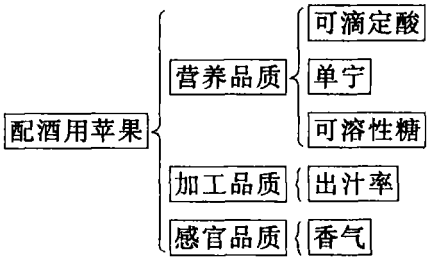 配酒用苹果
营养品质
可滴定酸
单宁
可溶性糖
加工品质
出汁率
感官品质
香气